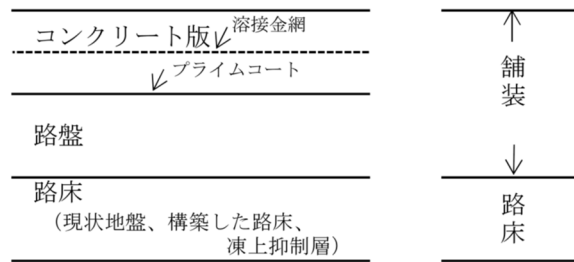 コンクリート版
溶接金網
プライムコート
路盤
路床
（現状地盤、構築した路床、
凍上抑制層）
舗装
路床